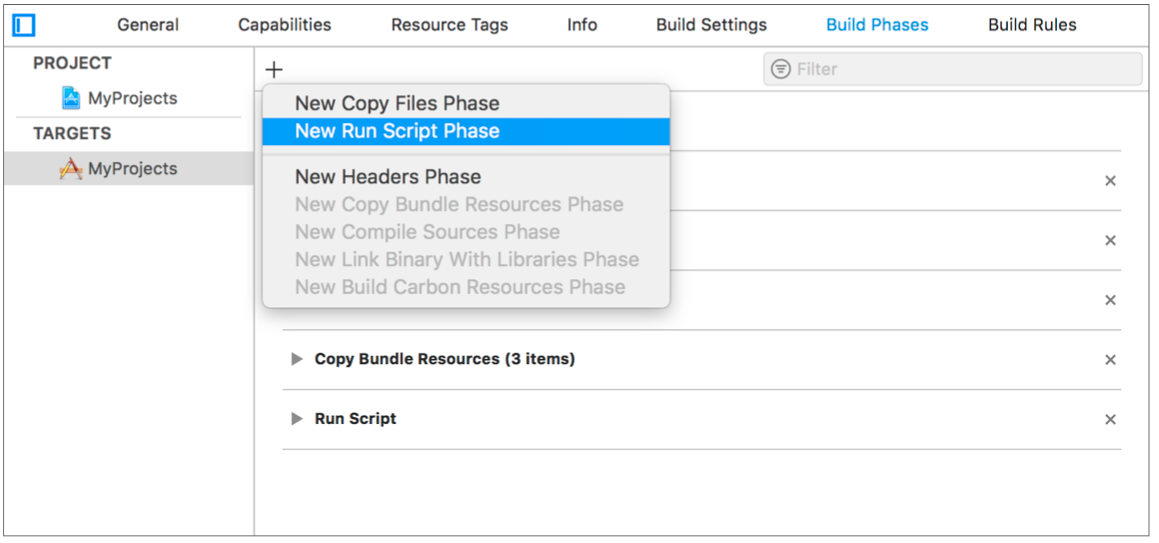 General Capabilities Resource Tags Info Build Settings Build Phases Build Rules
PROJECT
MyProjects
TARGETS
MyProjects
Filter
New Copy Files Phase
New Run Script Phase
New Headers Phase
New Copy Bundle Resources Phase
New Compile Sources Phase
New Link Binary With Libraries Phase
New Build Carbon Resources Phase
Copy Bundle Resources (3 items)
Run Script